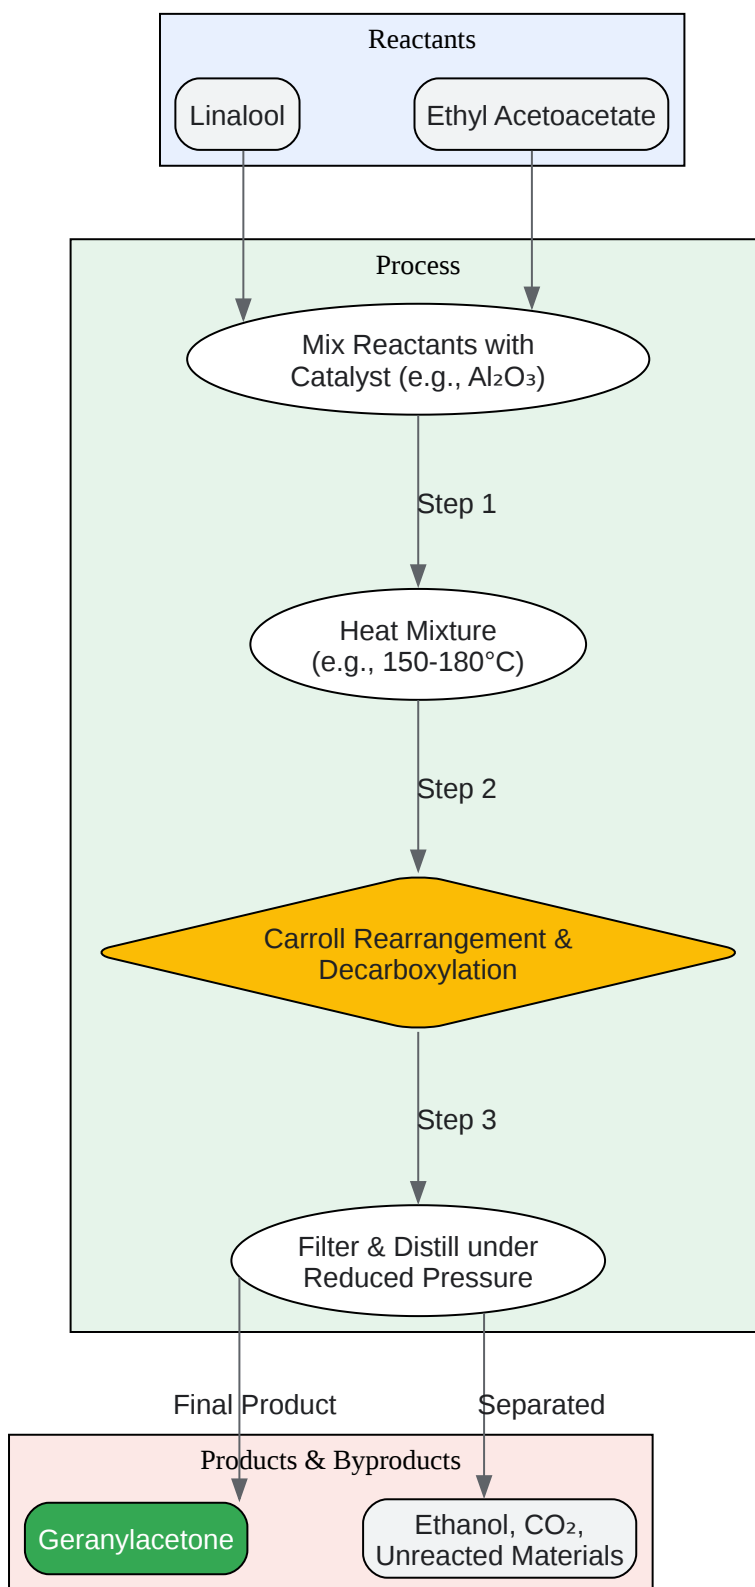 Reactants
Linalool
Ethyl Acetoacetate
Process
Mix Reactants with
Catalyst (e.g., Al₂O₃)
Step 1
Heat Mixture
(e.g., 150-180°C)
Step 2
Carroll Rearrangement &
Decarboxylation
Step 3
Filter & Distill under
Reduced Pressure
Final Product
Separated
Products & Byproducts
Geranylacetone
Ethanol, CO₂,
Unreacted Materials